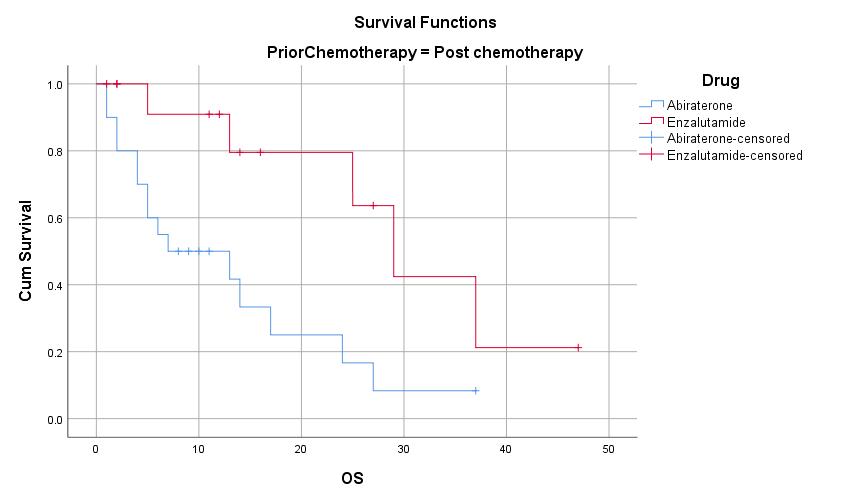 Survival Functions
PriorChemotherapy = Post chemotherapy
Drug
Abiraterone
Enzalutamide
Abiraterone-censored
Enzalutamide-censored
Cum Survival
1.0
0.8
0.6
0.4
0.2
0.0
0 10 20 30 40 50
OS